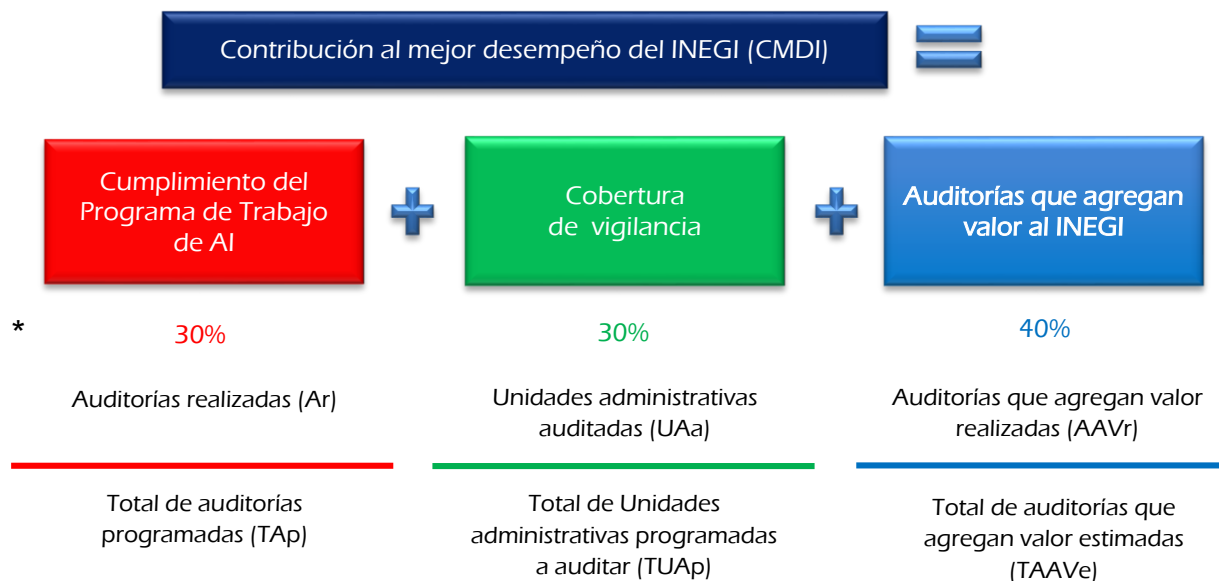 Contribución al mejor desempeño del INEGI (CMDI)
=
Cumplimiento del
Programa de Trabajo
de AI
+
Cobertura
de vigilancia
+
Auditorías que agregan
valor al INEGI
*
30%
30%
40%
Auditorías realizadas (Ar)
Unidades administrativas
auditadas (UAa)
Auditorías que agregan valor
realizadas (AAVr)
Total de auditorías
programadas (TAp)
Total de Unidades
administrativas programadas
a auditar (TUAp)
Total de auditorías que
agregan valor estimadas
(TAAVe)